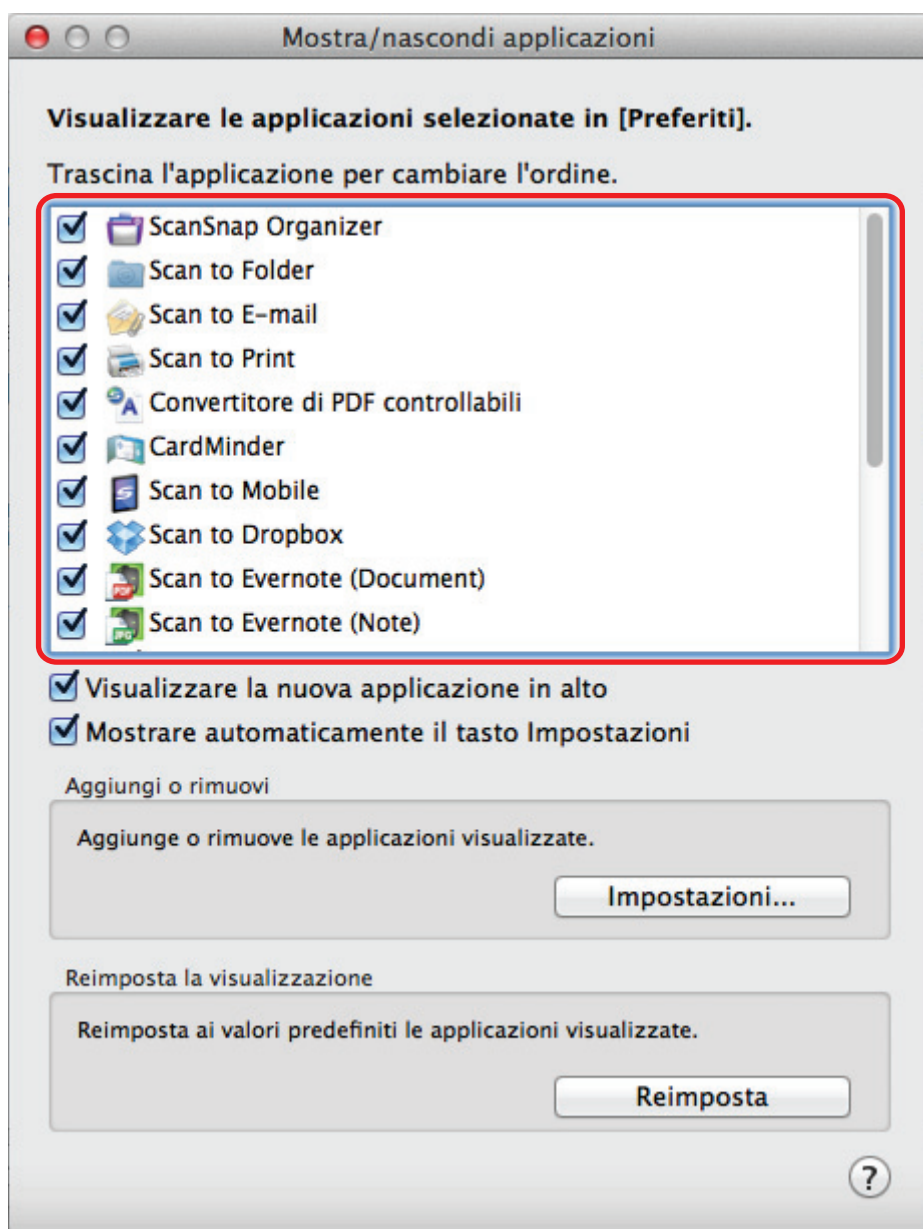 Mostra/nascondi applicazioni
Visualizzare le applicazioni selezionate in [Preferiti].
Trascina l'applicazione per cambiare l'ordine.
ScanSnap Organizer
Scan to Folder
Scan to E-mail
Scan to Print
Convertitore di PDF controllabili
CardMinder
Scan to Mobile
Scan to Dropbox
Scan to Evernote (Document)
Scan to Evernote (Note)
Visualizzare la nuova applicazione in alto
Mostrare automaticamente il tasto Impostazioni
Aggiungi o rimuovi
Aggiunge o rimuove le applicazioni visualizzate.
Impostazioni...
Reimposta la visualizzazione
Reimposta ai valori predefiniti le applicazioni visualizzate.
Reimposta
?